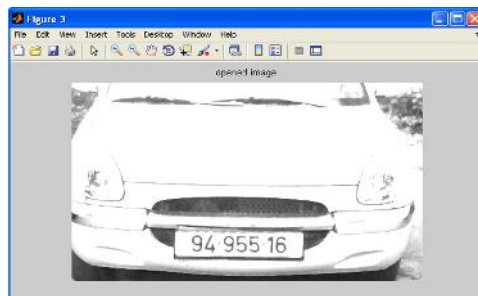 Figure 3
File Edit View Insert Tools Desktop Window Help
opened image
94·955·16